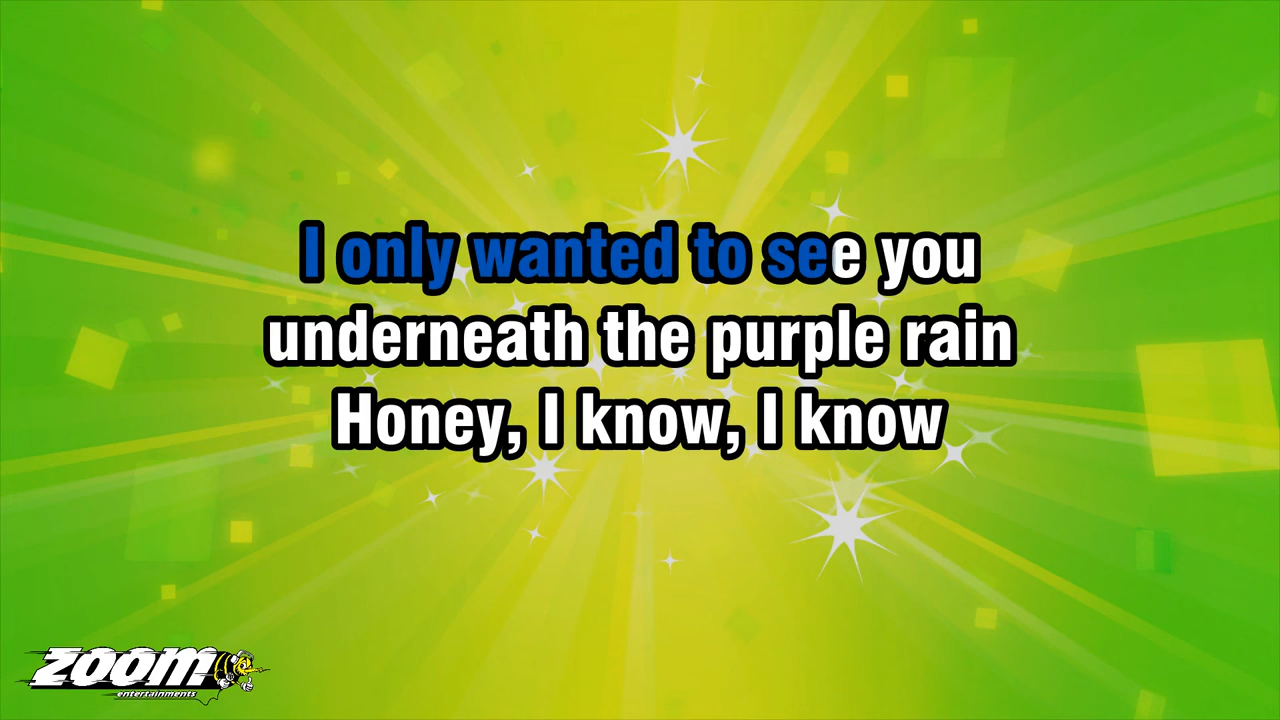 I only wanted to see you
underneath the purple rain
Honey, I know, I know
zoom
entertainments